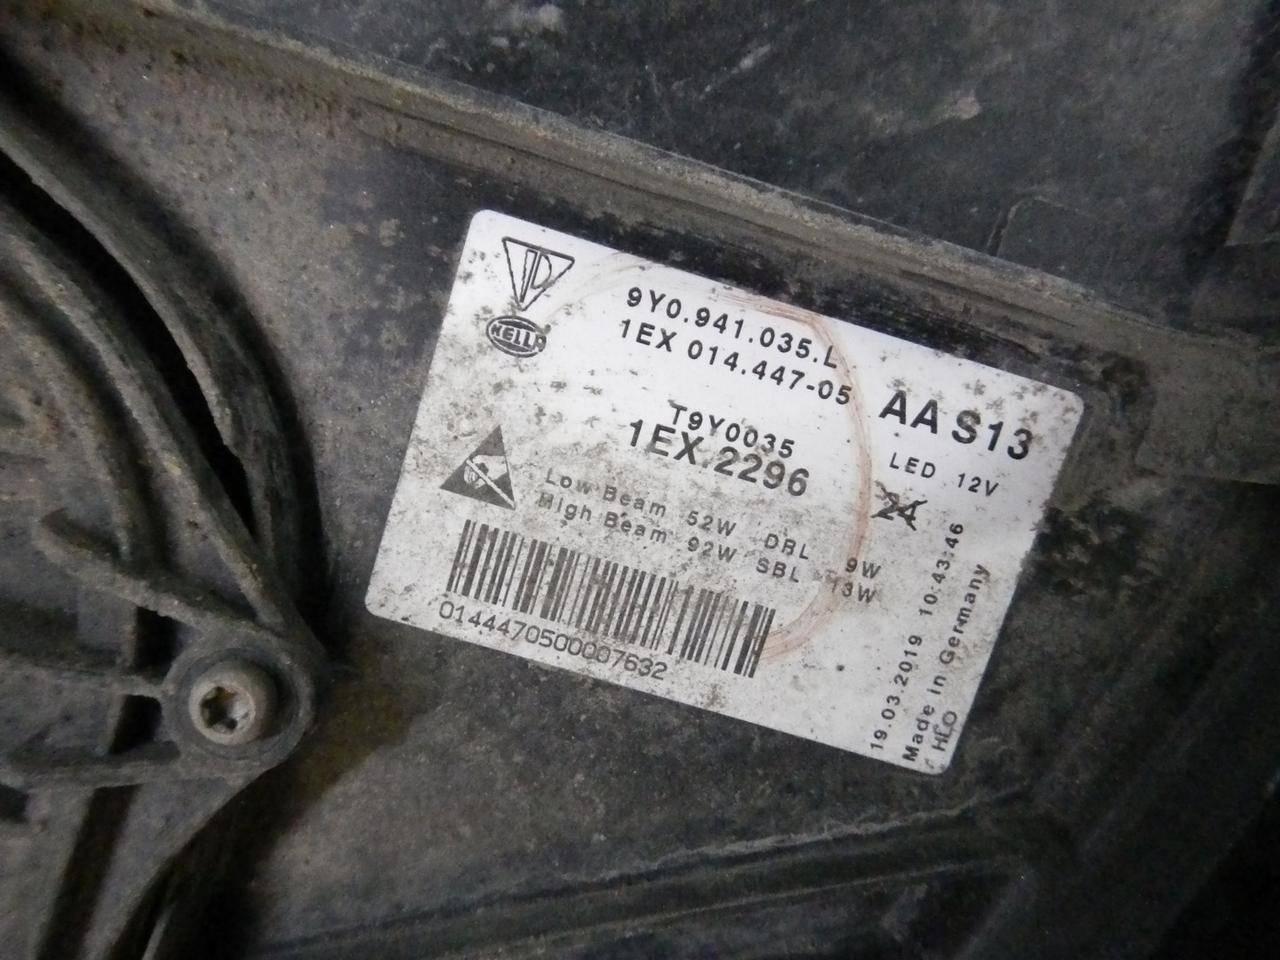 HELLA
9Y0.941.035.L
1EX 014.447-05
AA S13
T9Y0035
1EX.2296
LED 12V
24
Low Beam 52W DRL 9W
High Beam 92W SBL 13W
0144470500007632
19.03.2019 10:43:46
Made in Germany